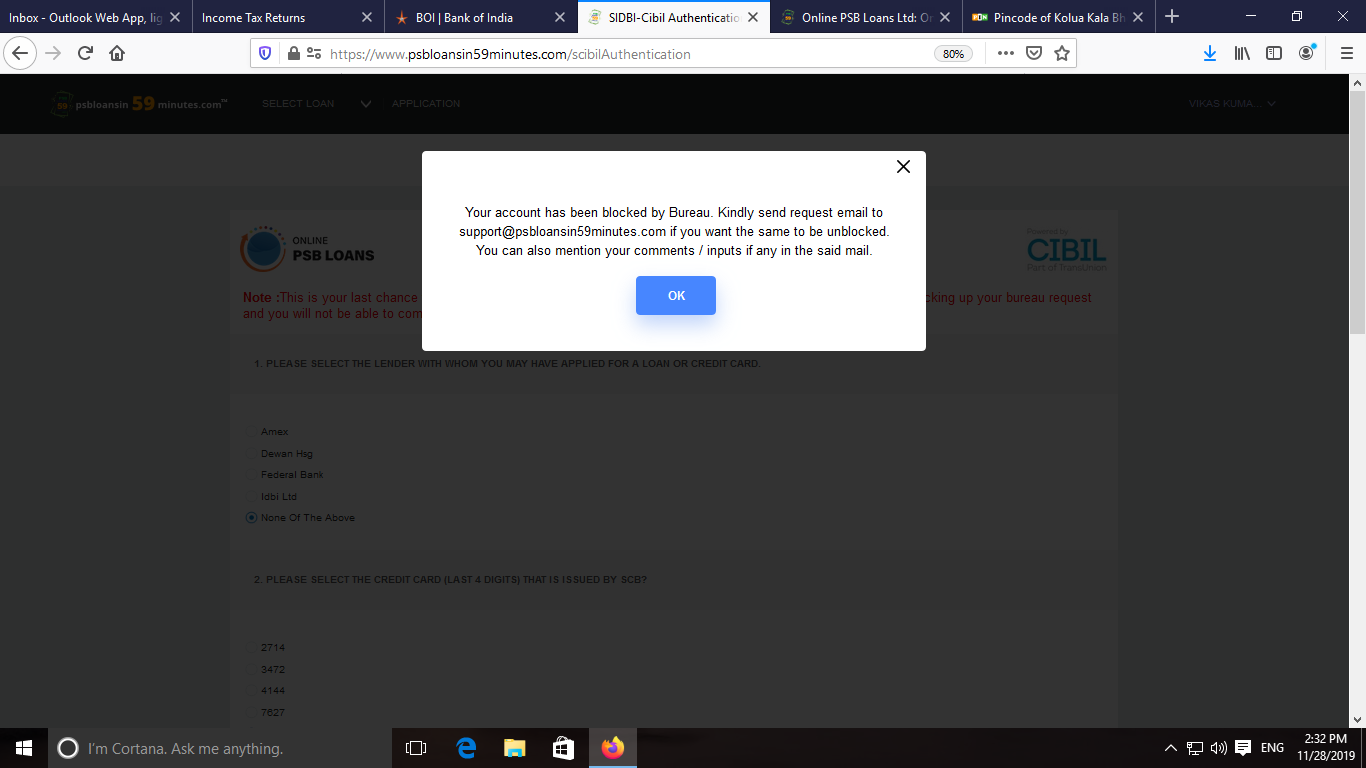 Inbox - Outlook Web App, lig
Income Tax Returns
BOI | Bank of India
SIDBI-Cibil Authenticatio
Online PSB Loans Ltd: Or
Pincode of Kolua Kala Bh
https://www.psbloansin59minutes.com/scibilAuthentication
80%
psbloansin 59 minutes.com™
SELECT LOAN
APPLICATION
VIKAS KUMA...
Your account has been blocked by Bureau. Kindly send request email to
support@psbloansin59minutes.com if you want the same to be unblocked.
You can also mention your comments / inputs if any in the said mail.
OK
ONLINE
PSB LOANS
Powered by
CIBIL
Part of TransUnion
Note :This is your last chance cking up your bureau request
and you will not be able to com
1. PLEASE SELECT THE LENDER WITH WHOM YOU MAY HAVE APPLIED FOR A LOAN OR CREDIT CARD.
Amex
Dewan Hsg
Federal Bank
Idbi Ltd
None Of The Above
2. PLEASE SELECT THE CREDIT CARD (LAST 4 DIGITS) THAT IS ISSUED BY SCB?
2714
3472
4144
7627
I'm Cortana. Ask me anything.
ENG
2:32 PM
11/28/2019